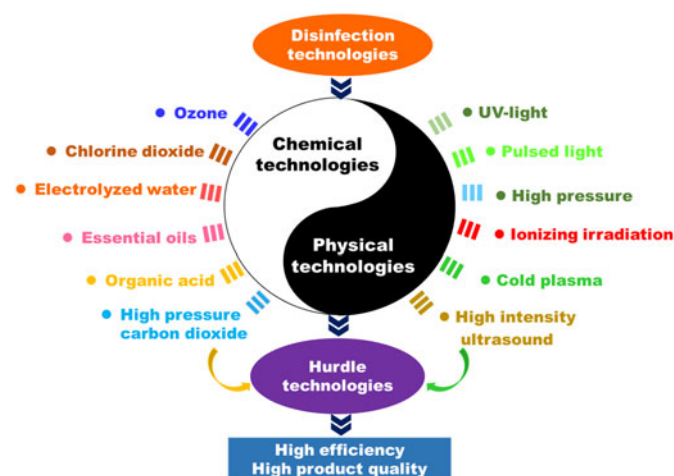 Disinfection
technologies
Chemical
technologies
Physical
technologies
• Ozone
• Chlorine dioxide
• Electrolyzed water
• Essential oils
• Organic acid
• High pressure
carbon dioxide
• UV-light
• Pulsed light
• High pressure
• Ionizing irradiation
• Cold plasma
• High intensity
ultrasound
Hurdle
technologies
High efficiency
High product quality